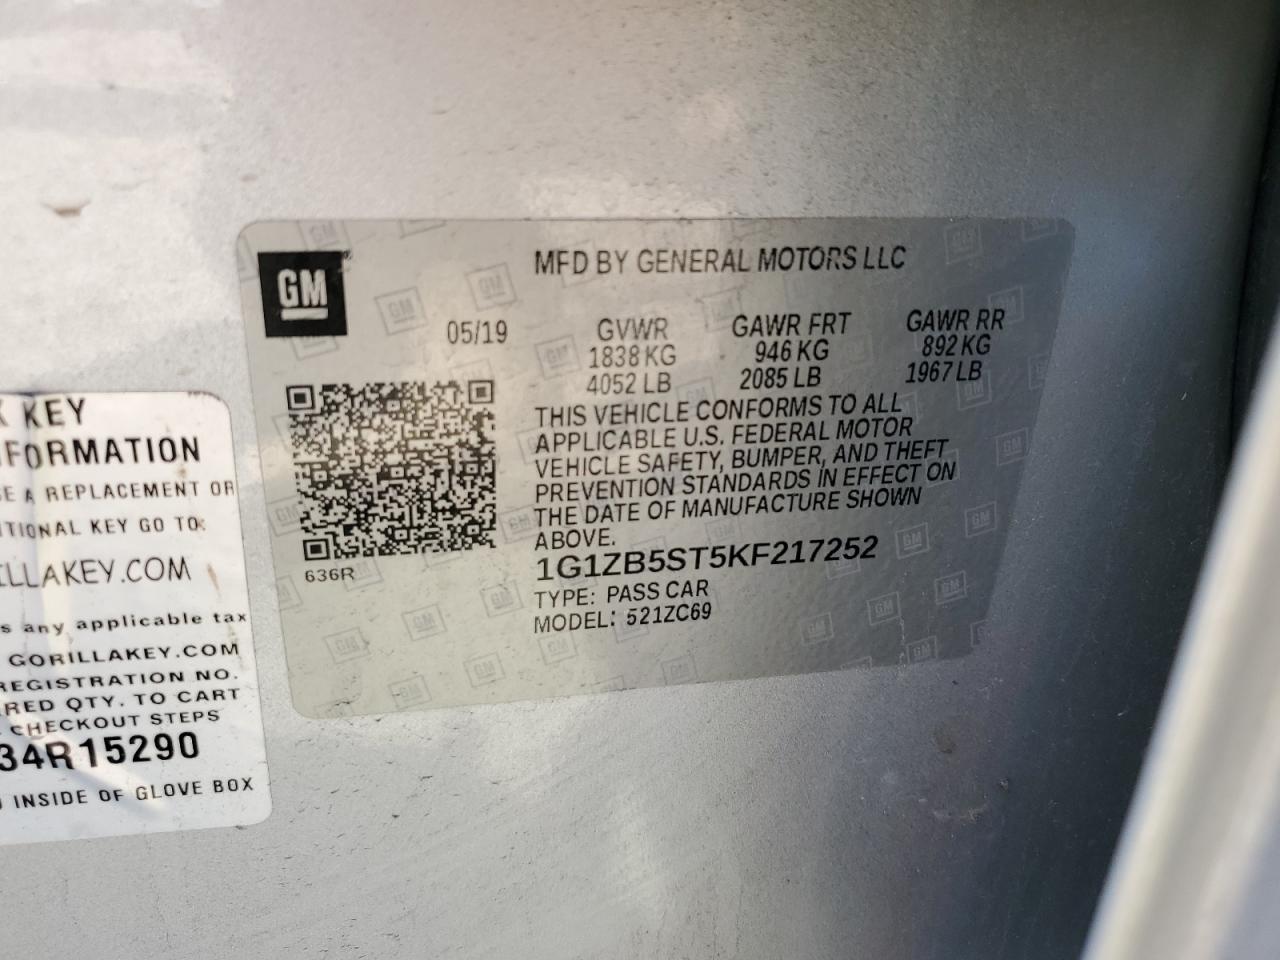 GM
MFD BY GENERAL MOTORS LLC
05/19
GVWR
1838 KG
4052 LB
GAWR FRT
946 KG
2085 LB
GAWR RR
892 KG
1967 LB
THIS VEHICLE CONFORMS TO ALL
APPLICABLE U.S. FEDERAL MOTOR
VEHICLE SAFETY, BUMPER, AND THEFT
PREVENTION STANDARDS IN EFFECT ON
THE DATE OF MANUFACTURE SHOWN
ABOVE.
636R
1G1ZB5ST5KF217252
TYPE: PASS CAR
MODEL: 521ZC69
KEY
FORMATION
A REPLACEMENT OR
ITIONAL KEY GO TO:
ILLAKEY.COM
s any applicable tax
GORILLAKEY.COM
REGISTRATION NO.
RED QTY. TO CART
CHECKOUT STEPS
34R15290
INSIDE OF GLOVE BOX